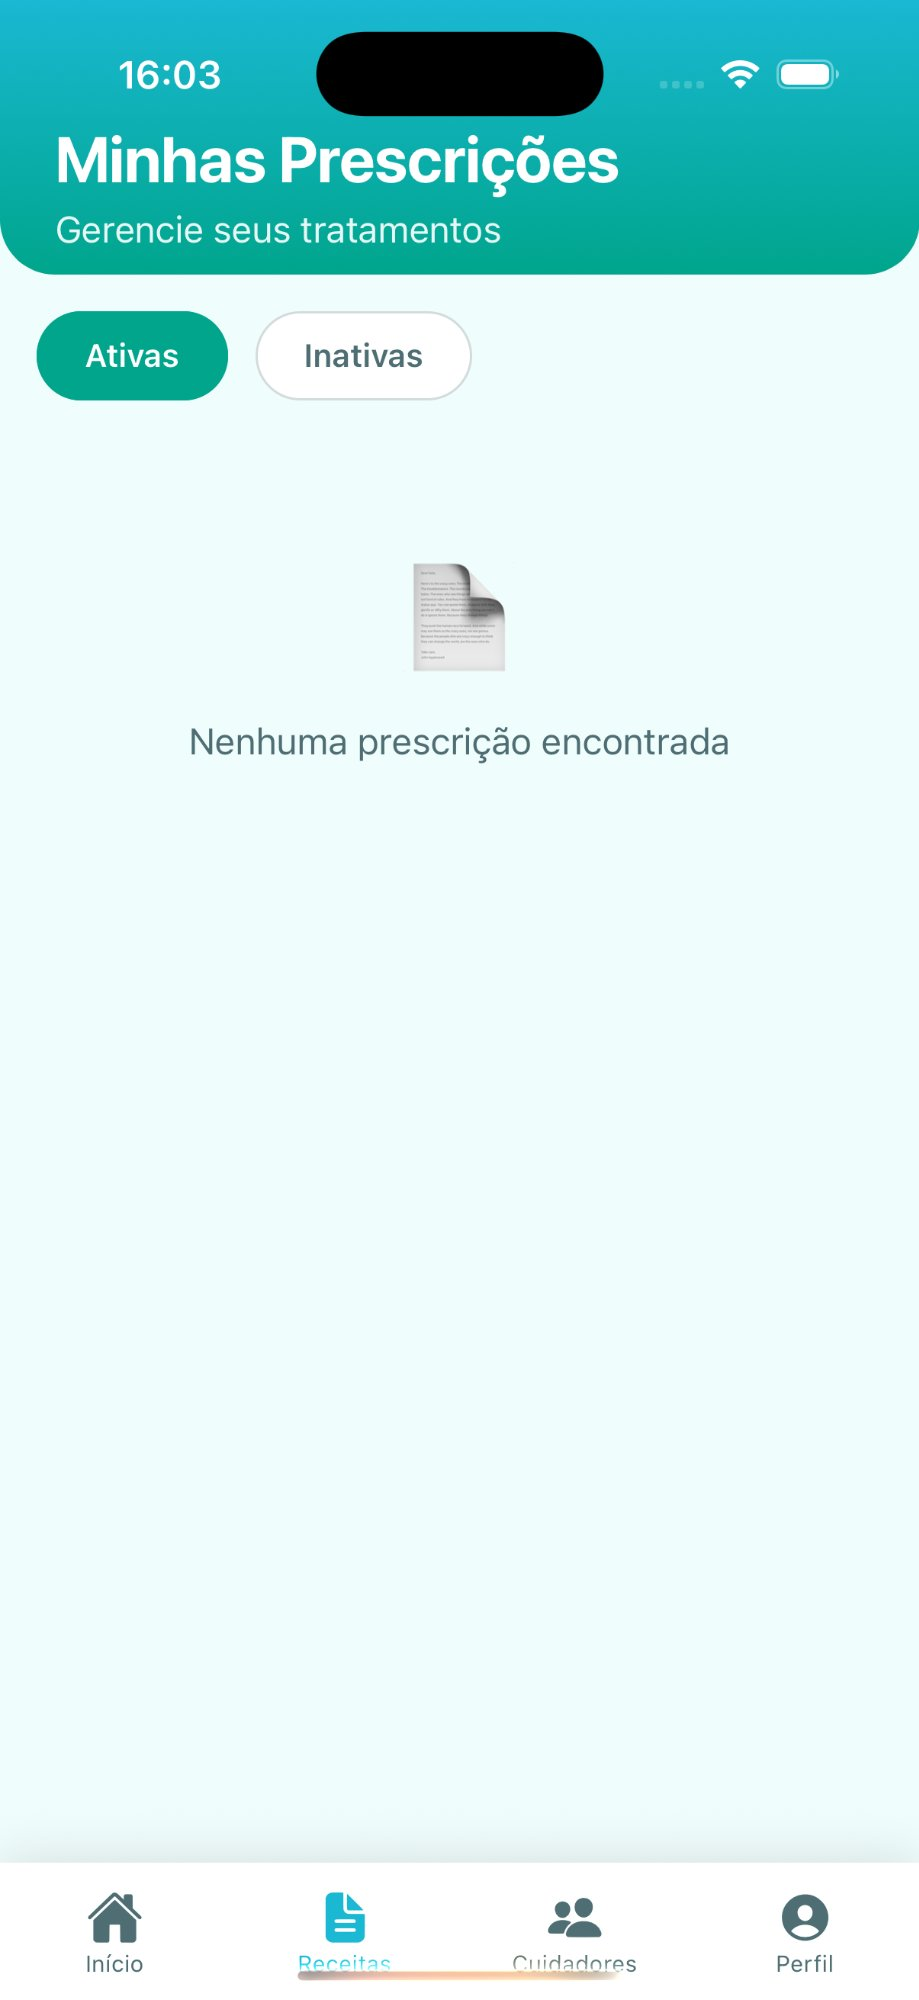 16:03
Minhas Prescrições
Gerencie seus tratamentos
Ativas
Inativas
Nenhuma prescrição encontrada
Início
Receitas
Cuidadores
Perfil